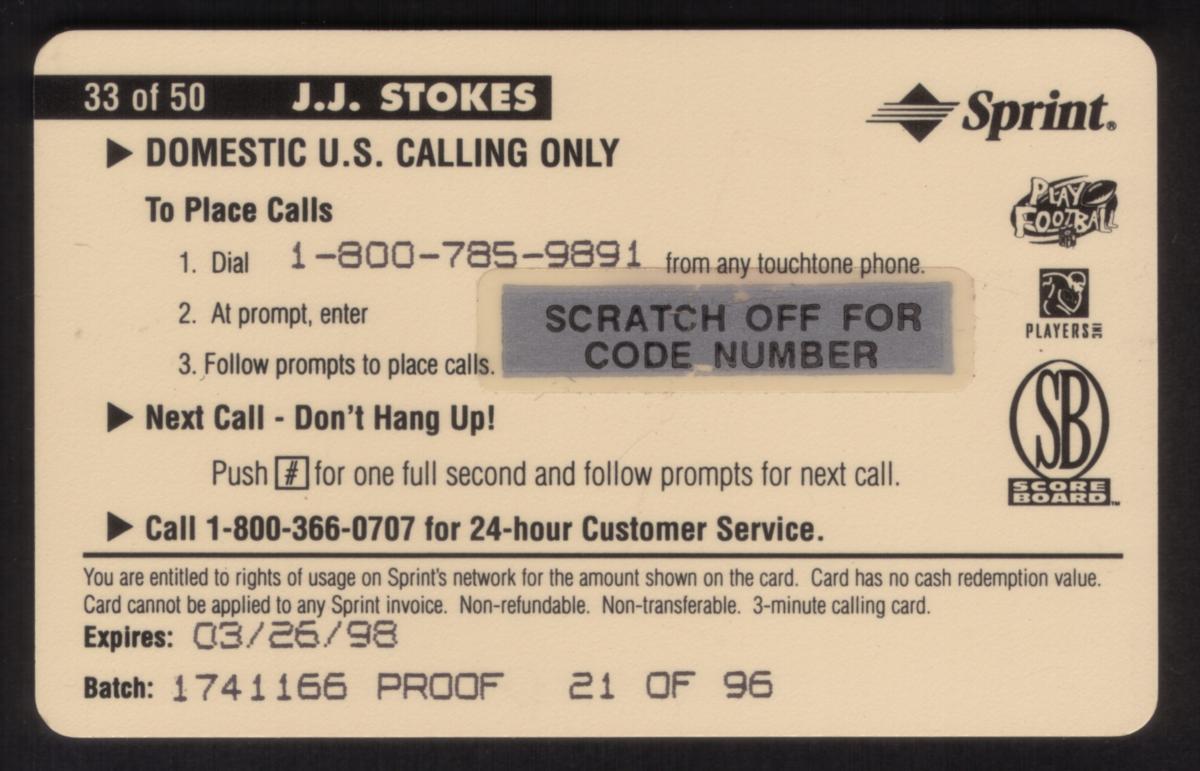 33 of 50 J.J. STOKES
Sprint®
▶ DOMESTIC U.S. CALLING ONLY
To Place Calls
1. Dial 1-800-785-9891 from any touchtone phone.
2. At prompt, enter
SCRATCH OFF FOR
CODE NUMBER
3. Follow prompts to place calls.
▶ Next Call - Don't Hang Up!
Push # for one full second and follow prompts for next call.
▶ Call 1-800-366-0707 for 24-hour Customer Service.
PLAY
FOOTBALL
NFL
PLAYERS INC
SB
SCORE
BOARD™
You are entitled to rights of usage on Sprint's network for the amount shown on the card. Card has no cash redemption value.
Card cannot be applied to any Sprint invoice. Non-refundable. Non-transferable. 3-minute calling card.
Expires: 03/26/98
Batch: 1741166 PROOF 21 OF 96